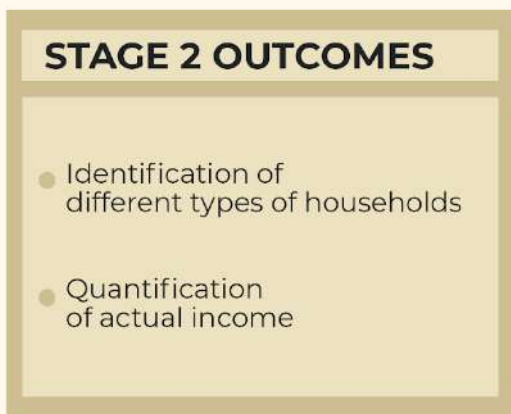 STAGE 2 OUTCOMES
Identification of
different types of households
Quantification
of actual income